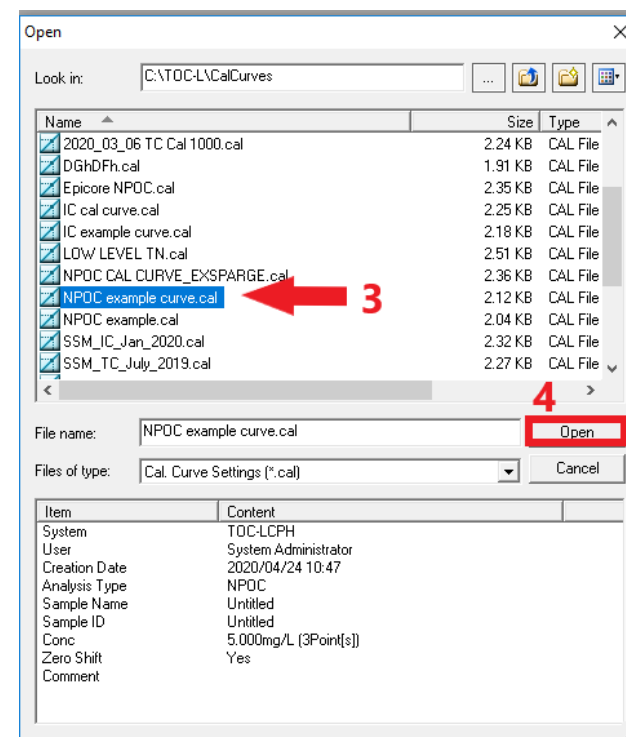 Open
Look in: C:\TOC-L\CalCurves ...
Name Size Type
2020_03_06 TC Cal 1000.cal 2.24 KB CAL File
DGhDFh.cal 1.91 KB CAL File
Epicore NPOC.cal 2.35 KB CAL File
IC cal curve.cal 2.25 KB CAL File
IC example curve.cal 2.18 KB CAL File
LOW LEVEL TN.cal 2.51 KB CAL File
NPOC CAL CURVE_EXSPARGE.cal 2.36 KB CAL File
NPOC example curve.cal 3 2.12 KB CAL File
NPOC example.cal 2.04 KB CAL File
SSM_IC_Jan_2020.cal 2.32 KB CAL File
SSM_TC_July_2019.cal 2.27 KB CAL File
4
File name: NPOC example curve.cal Open
Files of type: Cal. Curve Settings (*.cal) Cancel
Item Content
System TOC-LCPH
User System Administrator
Creation Date 2020/04/24 10:47
Analysis Type NPOC
Sample Name Untitled
Sample ID Untitled
Conc 5.000mg/L (3Point[s])
Zero Shift Yes
Comment